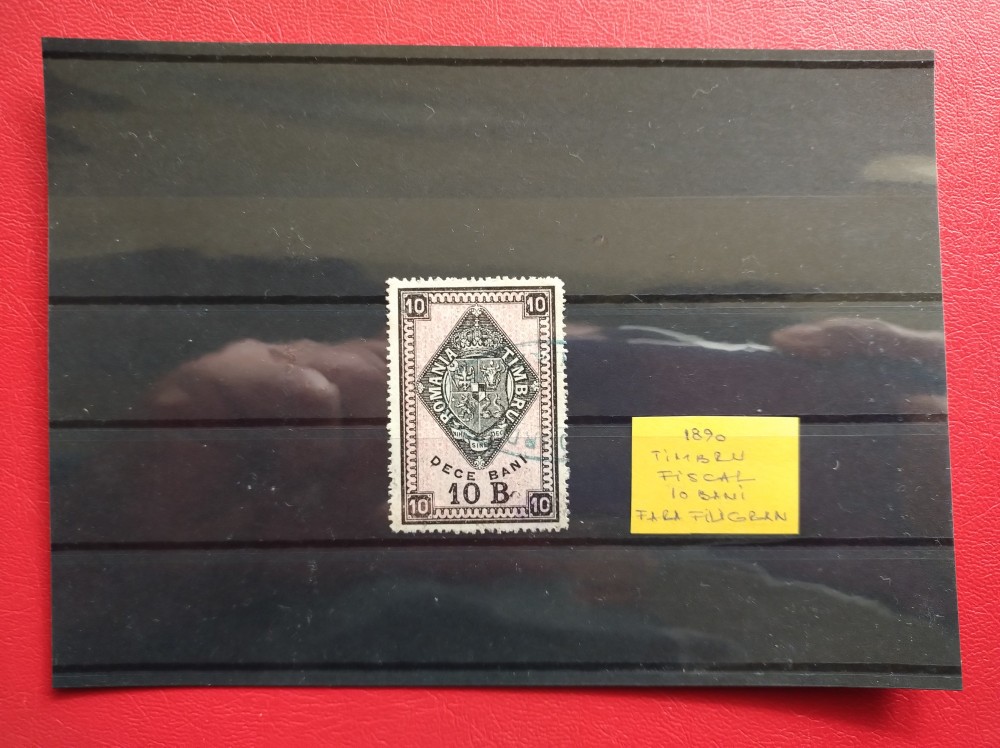 10 10
ROMANIA TIMBRU
NIHIL SINE DEO
DECE BANI
10 B.
10 10
1890
TIMBRU
FISCAL
10 BANI
FARA FILIGRAN